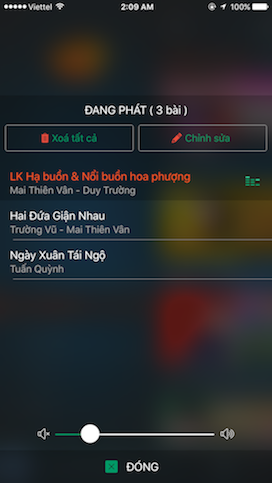 Viettel 2:09 AM 100%
ĐANG PHÁT ( 3 bài )
Xoá tất cả Chỉnh sửa
LK Hạ buồn & Nổi buồn hoa phượng
Mai Thiên Vân - Duy Trường
Hai Đứa Giận Nhau
Trường Vũ - Mai Thiên Vân
Ngày Xuân Tái Ngộ
Tuấn Quỳnh
ĐÓNG